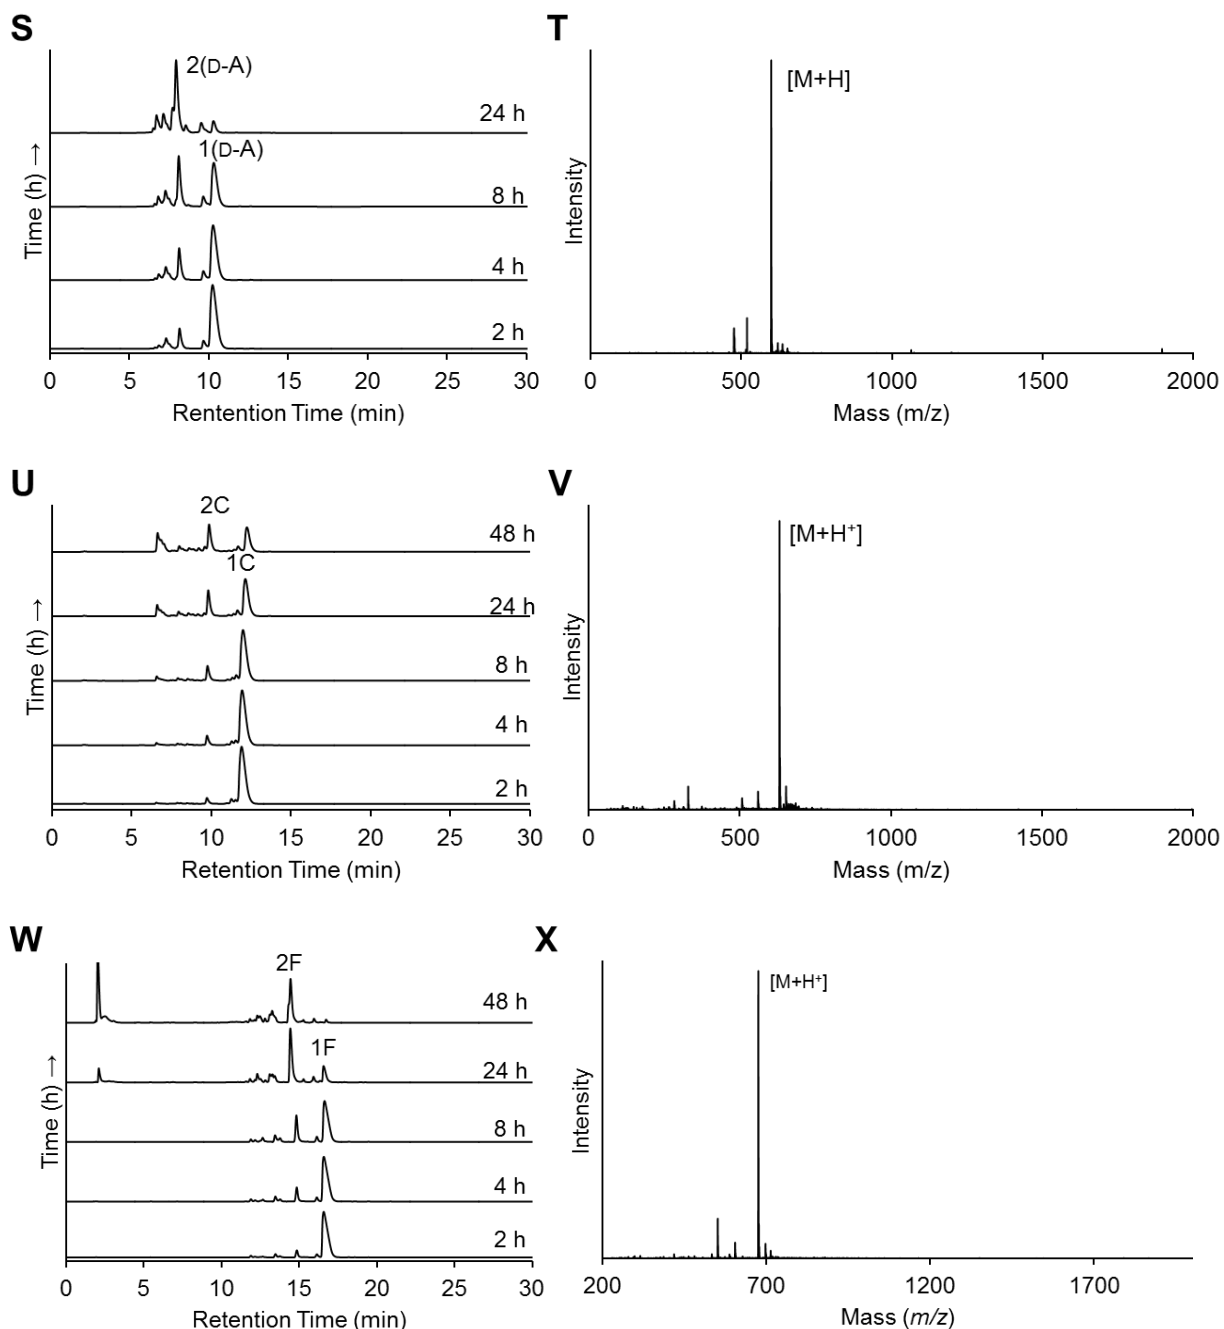 S
2(D-A)
24 h
1(D-A)
8 h
4 h
2 h
Time (h) →
0 5 10 15 20 25 30
Rentention Time (min)
T
[M+H]
Intensity
0 500 1000 1500 2000
Mass (m/z)
U
2C
48 h
1C
24 h
8 h
4 h
2 h
Time (h) →
0 5 10 15 20 25 30
Retention Time (min)
V
[M+H⁺]
Intensity
0 500 1000 1500 2000
Mass (m/z)
W
2F
48 h
1F
24 h
8 h
4 h
2 h
Time (h) →
0 5 10 15 20 25 30
Retention Time (min)
X
[M+H⁺]
Intensity
200 700 1200 1700
Mass (m/z)